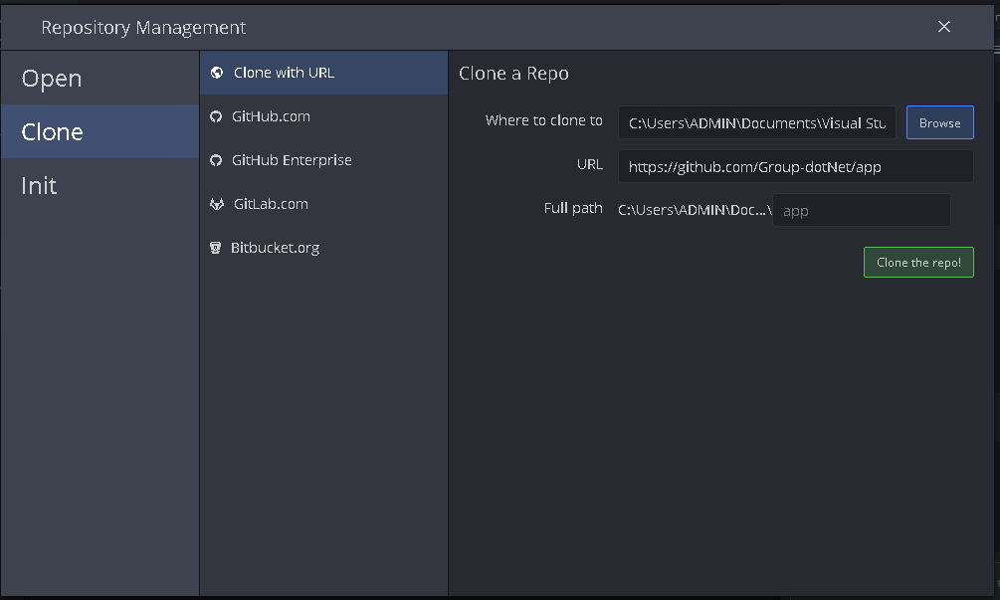 Repository Management
Open
Clone
Init
Clone with URL
GitHub.com
GitHub Enterprise
GitLab.com
Bitbucket.org
Clone a Repo
Where to clone to C:\Users\ADMIN\Documents\Visual Stu Browse
URL https://github.com/Group-dotNet/app
Full path C:\Users\ADMIN\Doc...\ app
Clone the repo!